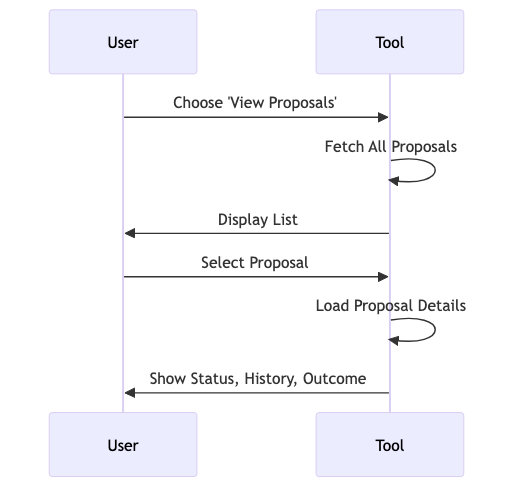 User
Tool
Choose 'View Proposals'
Fetch All Proposals
Display List
Select Proposal
Load Proposal Details
Show Status, History, Outcome
User
Tool